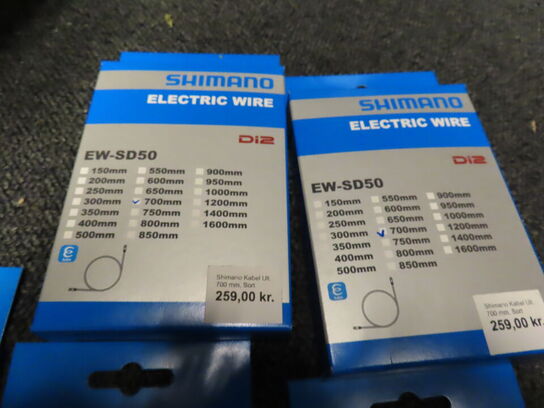 SHIMANO
ELECTRIC WIRE
Di2
EW-SD50
150mm 550mm 900mm
200mm 600mm 950mm
250mm 650mm 1000mm
300mm 700mm 1200mm
350mm 750mm 1400mm
400mm 800mm 1600mm
500mm 850mm
Shimano Kabel Ult.
700 mm, Sort
259,00 kr.
SHIMANO
ELECTRIC WIRE
Di2
EW-SD50
150mm 550mm 900mm
200mm 600mm 950mm
250mm 650mm 1000mm
300mm 700mm 1200mm
350mm 750mm 1400mm
400mm 800mm 1600mm
500mm 850mm
Shimano Kabel Ult.
700 mm, Sort
259,00 kr.